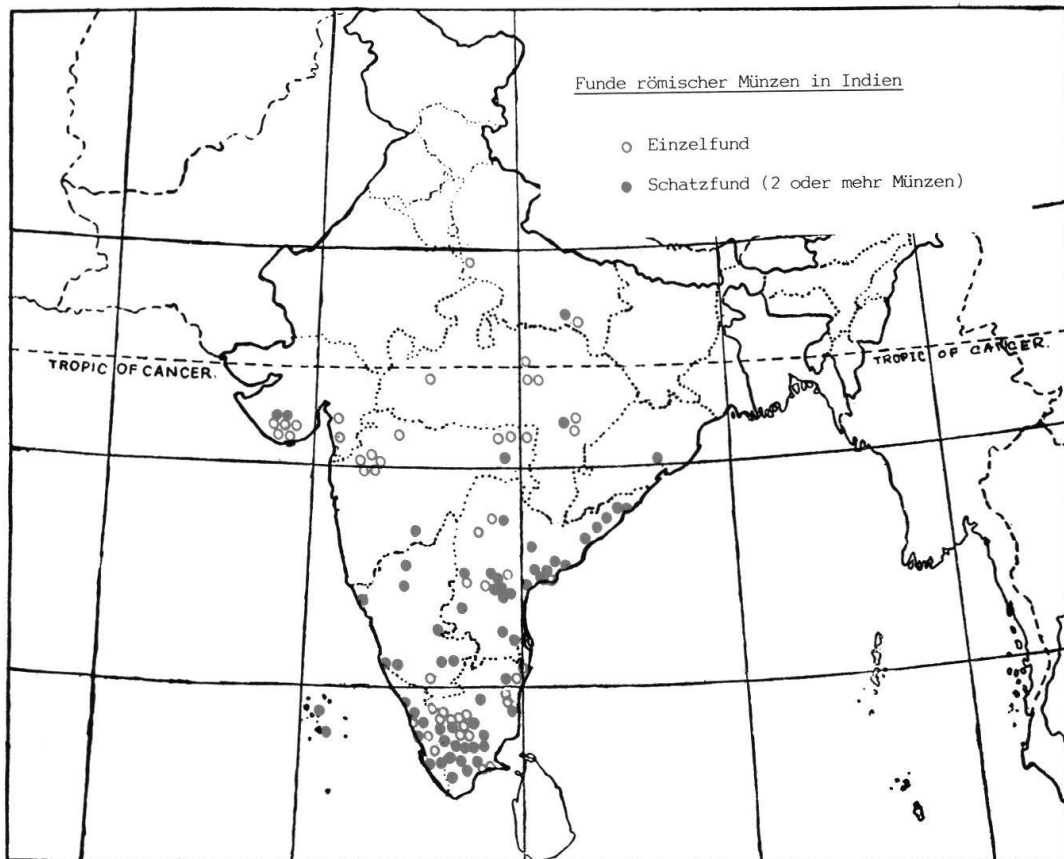 Funde römischer Münzen in Indien
Einzelfund
Schatzfund (2 oder mehr Münzen)
TROPIC OF CANCER.
TROPIC OF CANCER.